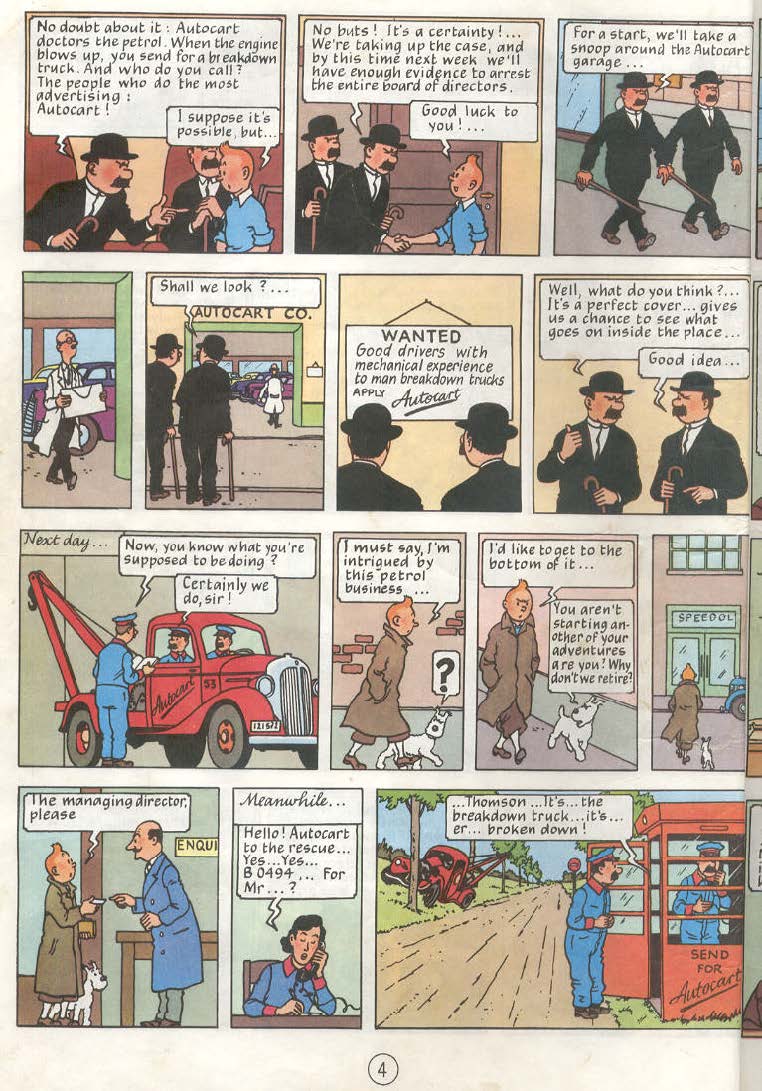 No doubt about it : Autocart
doctors the petrol. When the engine
blows up, you send for a breakdown
truck. And who do you call ?
The people who do the most
advertising :
Autocart !
I suppose it's
possible, but...
No buts ! It's a certainty !...
We're taking up the case, and
by this time next week we'll
have enough evidence to arrest
the entire board of directors.
Good luck to
you ! ...
For a start, we'll take a
snoop around the Autocart
garage ...
Shall we look ?...
AUTOCART CO.
WANTED
Good drivers with
mechanical experience
to man breakdown trucks
APPLY Autocart
Well, what do you think ?...
It's a perfect cover... gives
us a chance to see what
goes on inside the place...
Good idea...
Next day...
Now, you know what you're
supposed to be doing ?
Certainly we
do, sir !
Autocart 53
121572
I must say, I'm
intrigued by
this petrol
business ...
?
I'd like to get to the
bottom of it...
You aren't
starting an-
other of your
adventures
are you? Why
don't we retire?
SPEEDOL
The managing director,
please
ENQUI
Meanwhile...
Hello! Autocart
to the rescue...
Yes...Yes...
B 0494 ... For
Mr... ?
...Thomson ...It's...the
breakdown truck...it's...
er... broken down !
SEND
FOR
Autocart
4